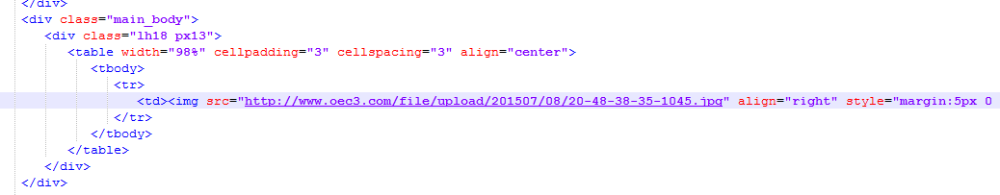 </div>
<div class="main_body">
<div class="lh18 px13">
<table width="98%" cellpadding="3" cellspacing="3" align="center">
<tbody>
<tr>
<td><img src="http://www.oec3.com/file/upload/201507/08/20-48-38-35-1045.jpg" align="right" style="margin:5px 0
</tr>
</tbody>
</table>
</div>
</div>